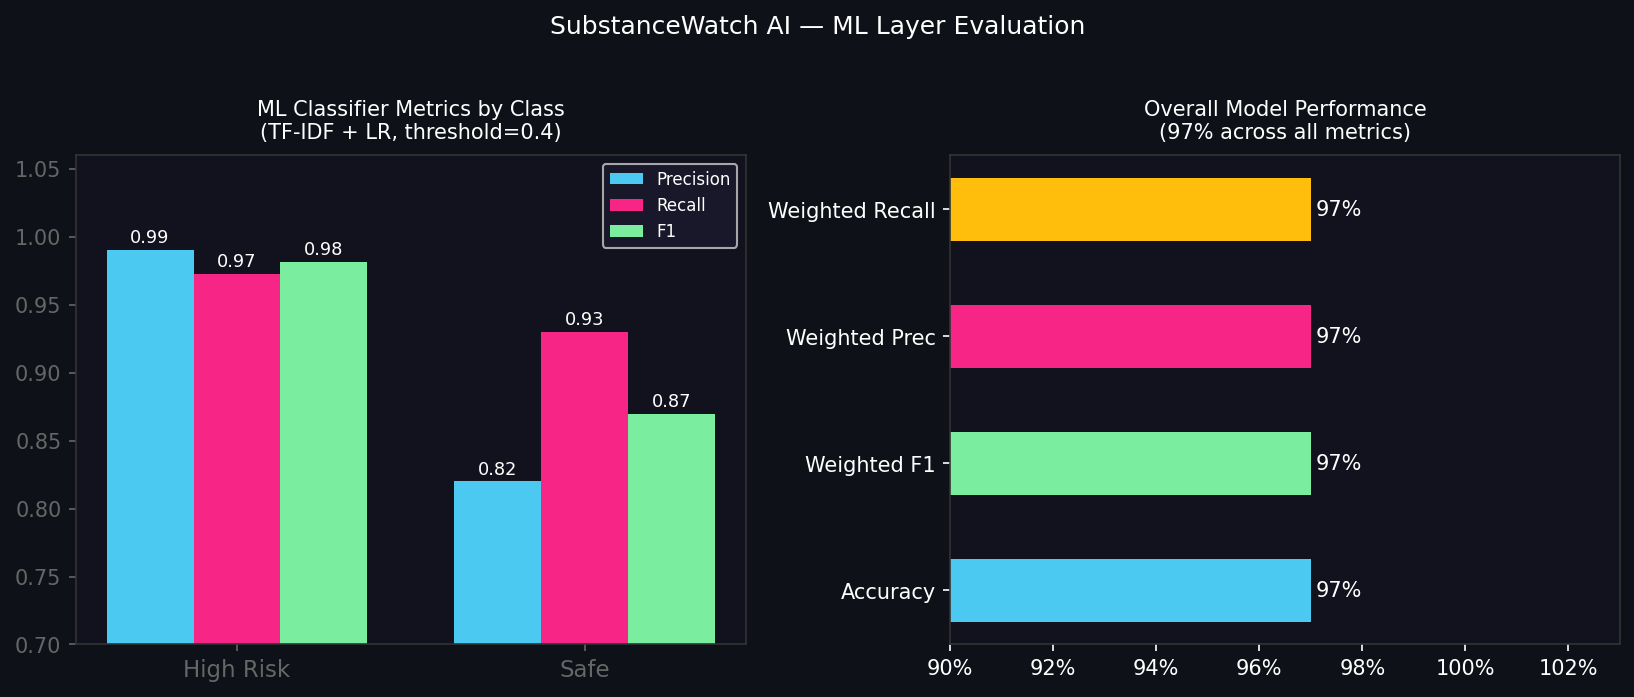 SubstanceWatch AI — ML Layer Evaluation
ML Classifier Metrics by Class
(TF-IDF + LR, threshold=0.4)
1.05
1.00
0.95
0.90
0.85
0.80
0.75
0.70
Precision
Recall
F1
0.99
0.97
0.98
0.82
0.93
0.87
High Risk
Safe
Overall Model Performance
(97% across all metrics)
Weighted Recall
97%
Weighted Prec
97%
Weighted F1
97%
Accuracy
97%
90%
92%
94%
96%
98%
100%
102%